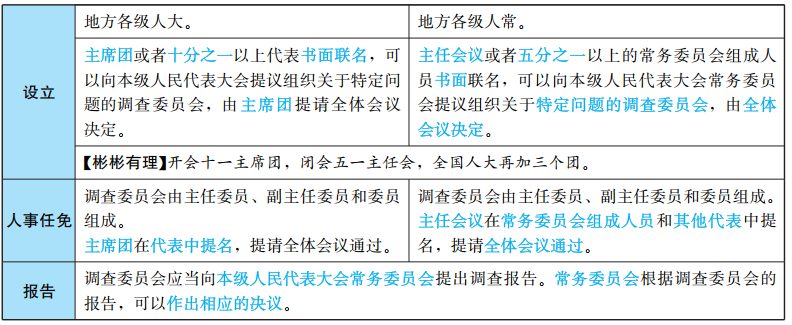 地方各级人大。
地方各级人常。
设立
主席团或者十分之一以上代表书面联名，可
以向本级人民代表大会提议组织关于特定问
题的调查委员会，由主席团提请全体会议
决定。
主任会议或者五分之一以上的常务委员会组成人
员书面联名，可以向本级人民代表大会常务委员
会提议组织关于特定问题的调查委员会，由全体
会议决定。
【彬彬有理】开会十一主席团，闭会五一主任会，全国人大再加三个团。
人事任免
调查委员会由主任委员、副主任委员和委员
组成。
主席团在代表中提名，提请全体会议通过。
调查委员会由主任委员、副主任委员和委员组成。
主任会议在常务委员会组成人员和其他代表中提
名，提请全体会议通过。
报告
调查委员会应当向本级人民代表大会常务委员会提出调查报告。常务委员会根据调查委员会的
报告，可以作出相应的决议。